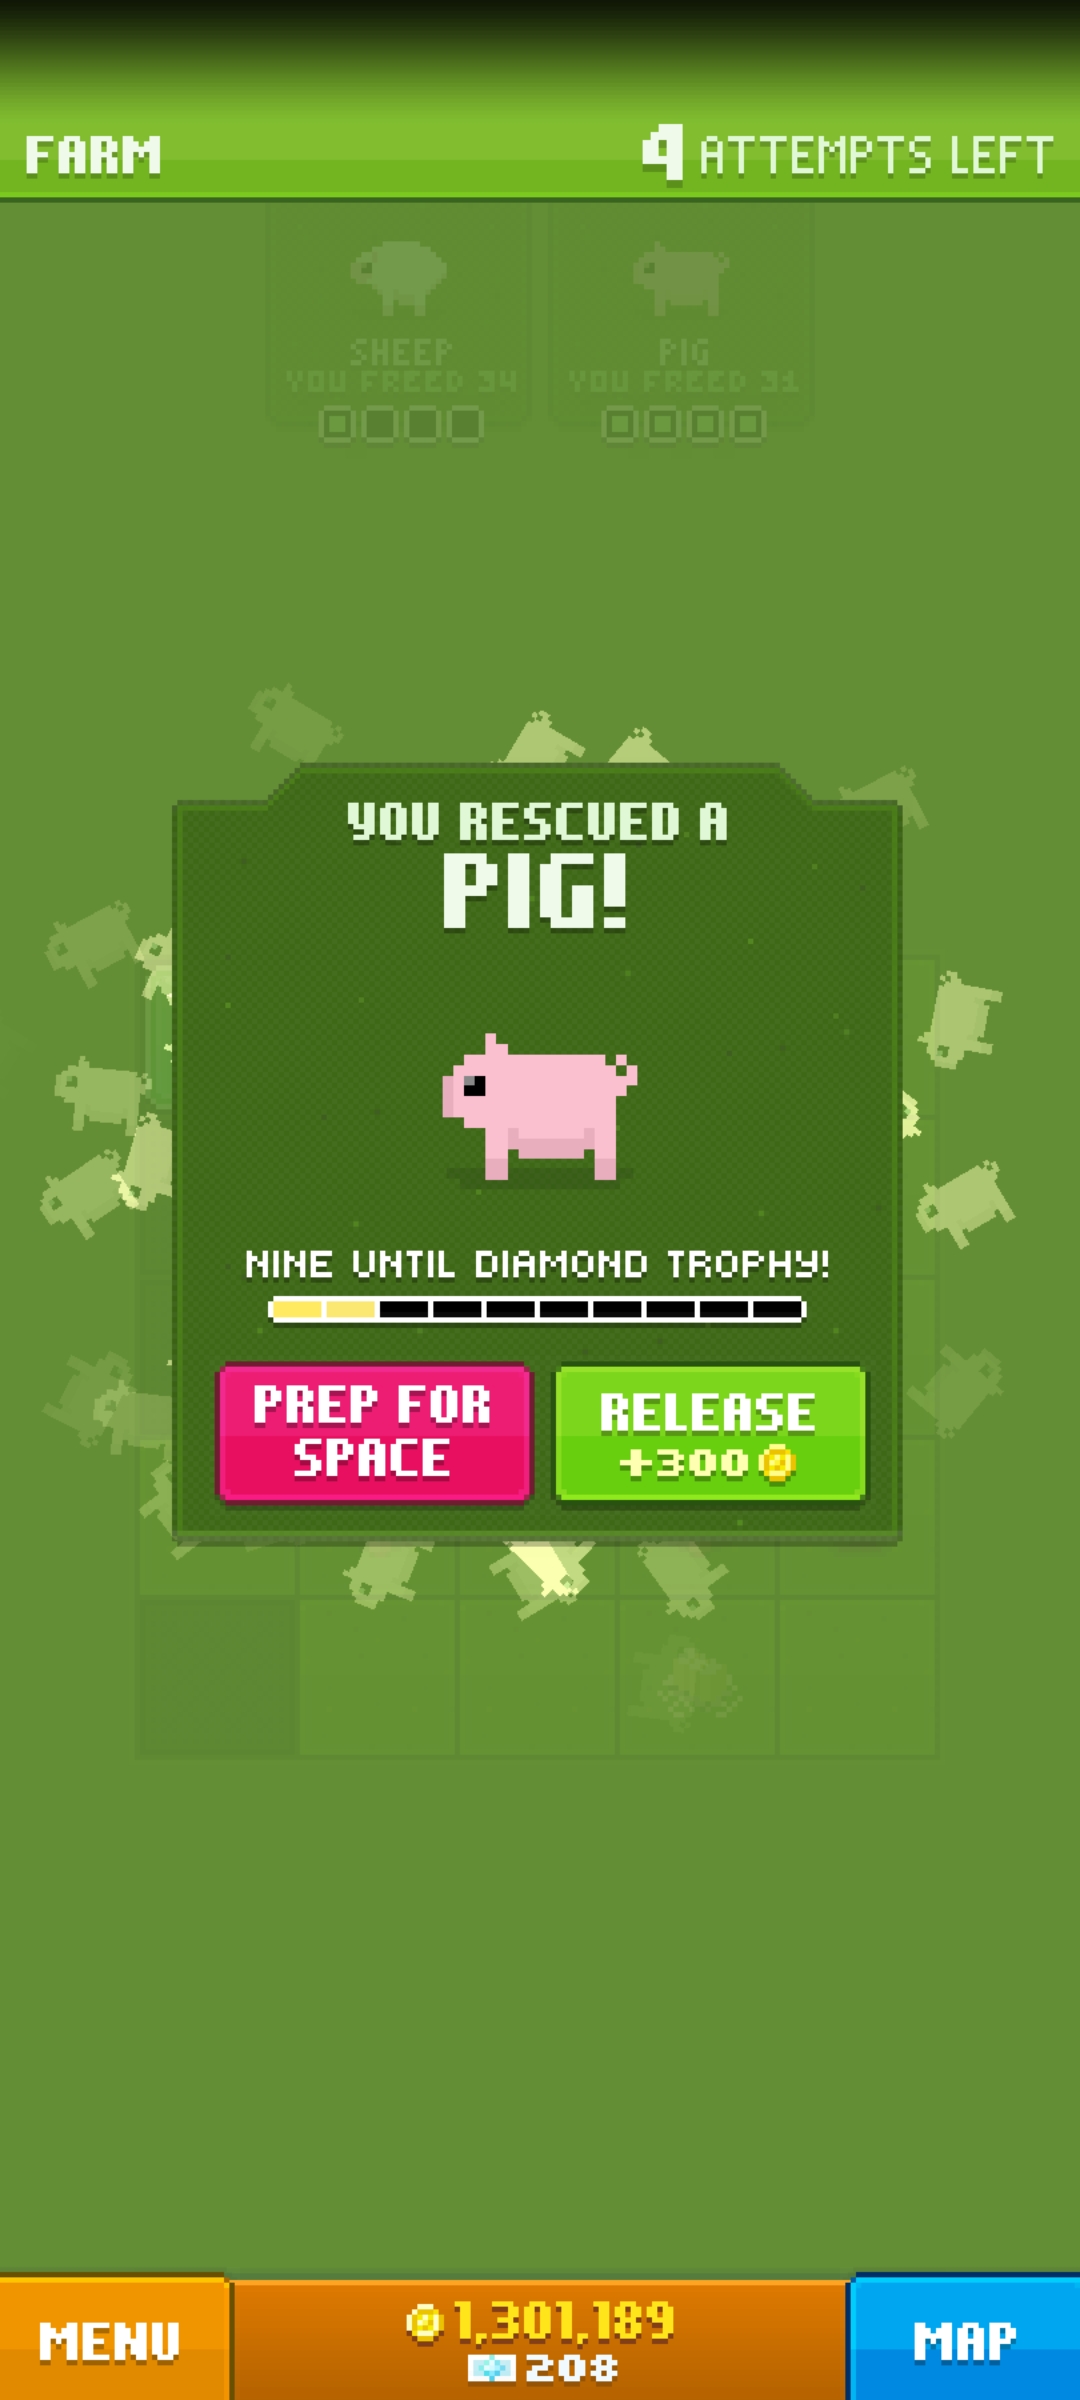 FARM
4 ATTEMPTS LEFT
SHEEP
YOU FREED 34
PIG
YOU FREED 31
YOU RESCUED A
PIG!
NINE UNTIL DIAMOND TROPHY!
PREP FOR
SPACE
RELEASE
+300
MENU
1,301,189
208
MAP